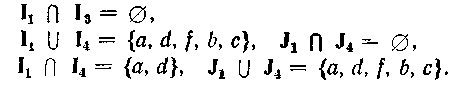 I₁ ∩ I₃ = ∅,
I₁ ∪ I₄ = {a, d, f, b, c}, J₁ ∩ J₄ = ∅,
I₁ ∩ I₄ = {a, d}, J₁ ∪ J₄ = {a, d, f, b, c}.